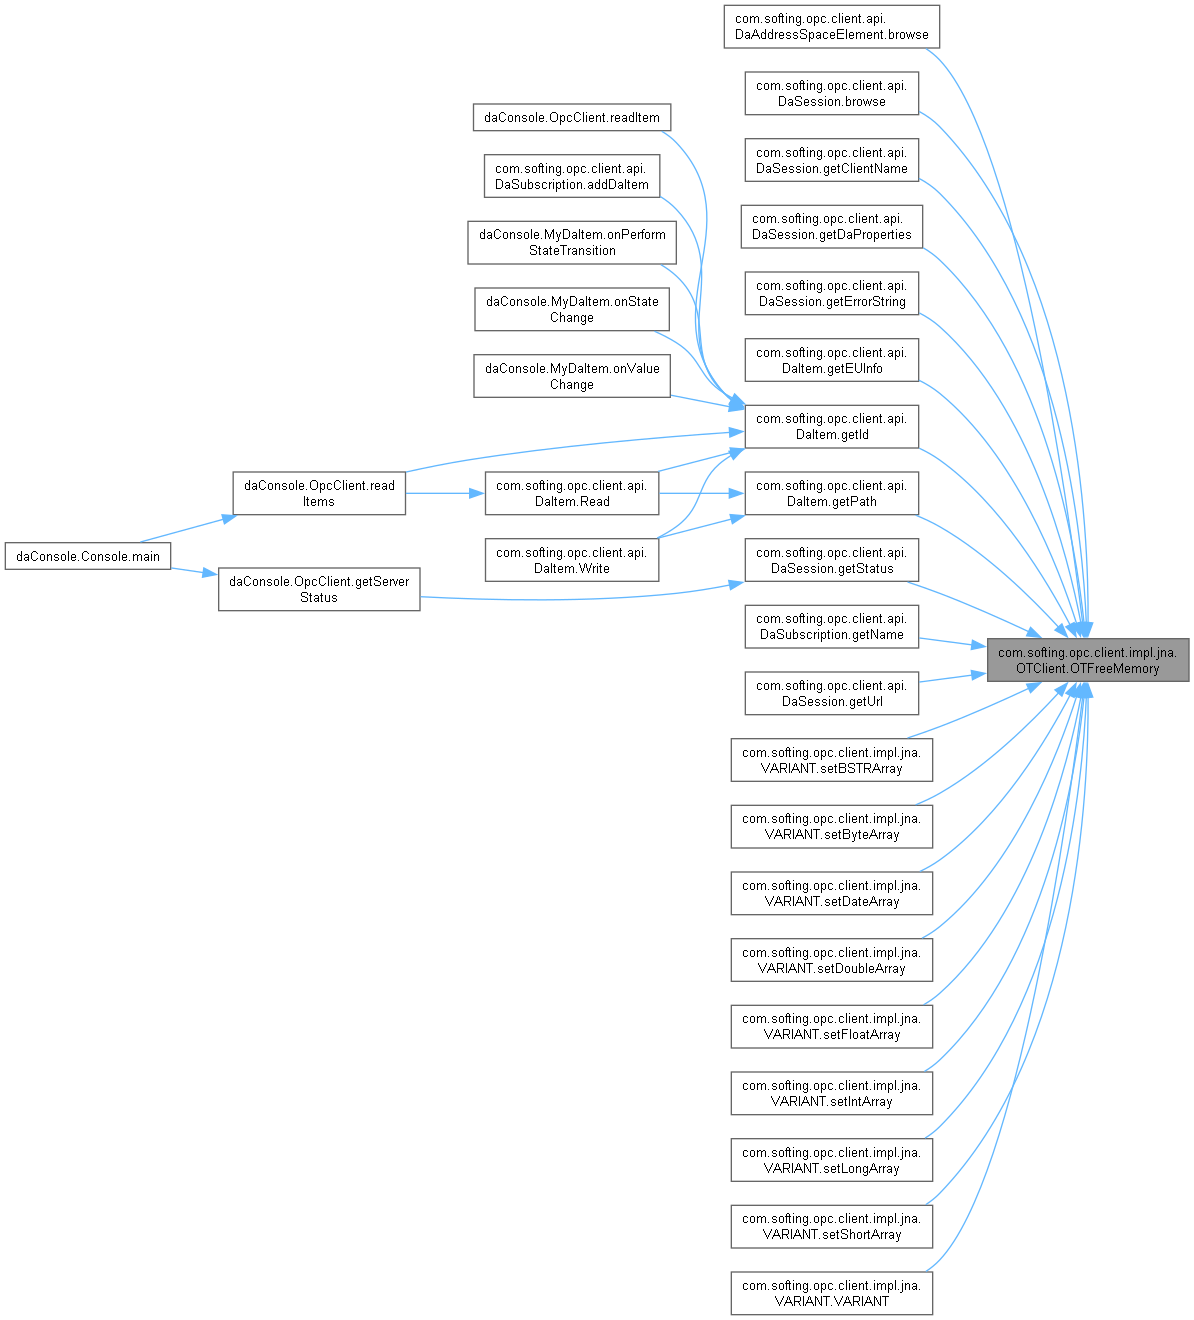 com.softing.opc.client.api.
DaAddressSpaceElement.browse
com.softing.opc.client.api.
DaSession.browse
daConsole.OpcClient.readItem
com.softing.opc.client.api.
DaSession.getClientName
com.softing.opc.client.api.
DaSubscription.addDaItem
com.softing.opc.client.api.
DaSession.getDaProperties
daConsole.MyDaItem.onPerform
StateTransition
com.softing.opc.client.api.
DaSession.getErrorString
daConsole.MyDaItem.onState
Change
com.softing.opc.client.api.
DaItem.getEUInfo
daConsole.MyDaItem.onValue
Change
com.softing.opc.client.api.
DaItem.getId
daConsole.OpcClient.read
Items
com.softing.opc.client.api.
DaItem.Read
com.softing.opc.client.api.
DaItem.getPath
daConsole.Console.main
com.softing.opc.client.api.
DaItem.Write
com.softing.opc.client.api.
DaSession.getStatus
daConsole.OpcClient.getServer
Status
com.softing.opc.client.api.
DaSubscription.getName
com.softing.opc.client.impl.jna.
OTClient.OTFreeMemory
com.softing.opc.client.api.
DaSession.getUrl
com.softing.opc.client.impl.jna.
VARIANT.setBSTRArray
com.softing.opc.client.impl.jna.
VARIANT.setByteArray
com.softing.opc.client.impl.jna.
VARIANT.setDateArray
com.softing.opc.client.impl.jna.
VARIANT.setDoubleArray
com.softing.opc.client.impl.jna.
VARIANT.setFloatArray
com.softing.opc.client.impl.jna.
VARIANT.setIntArray
com.softing.opc.client.impl.jna.
VARIANT.setLongArray
com.softing.opc.client.impl.jna.
VARIANT.setShortArray
com.softing.opc.client.impl.jna.
VARIANT.VARIANT